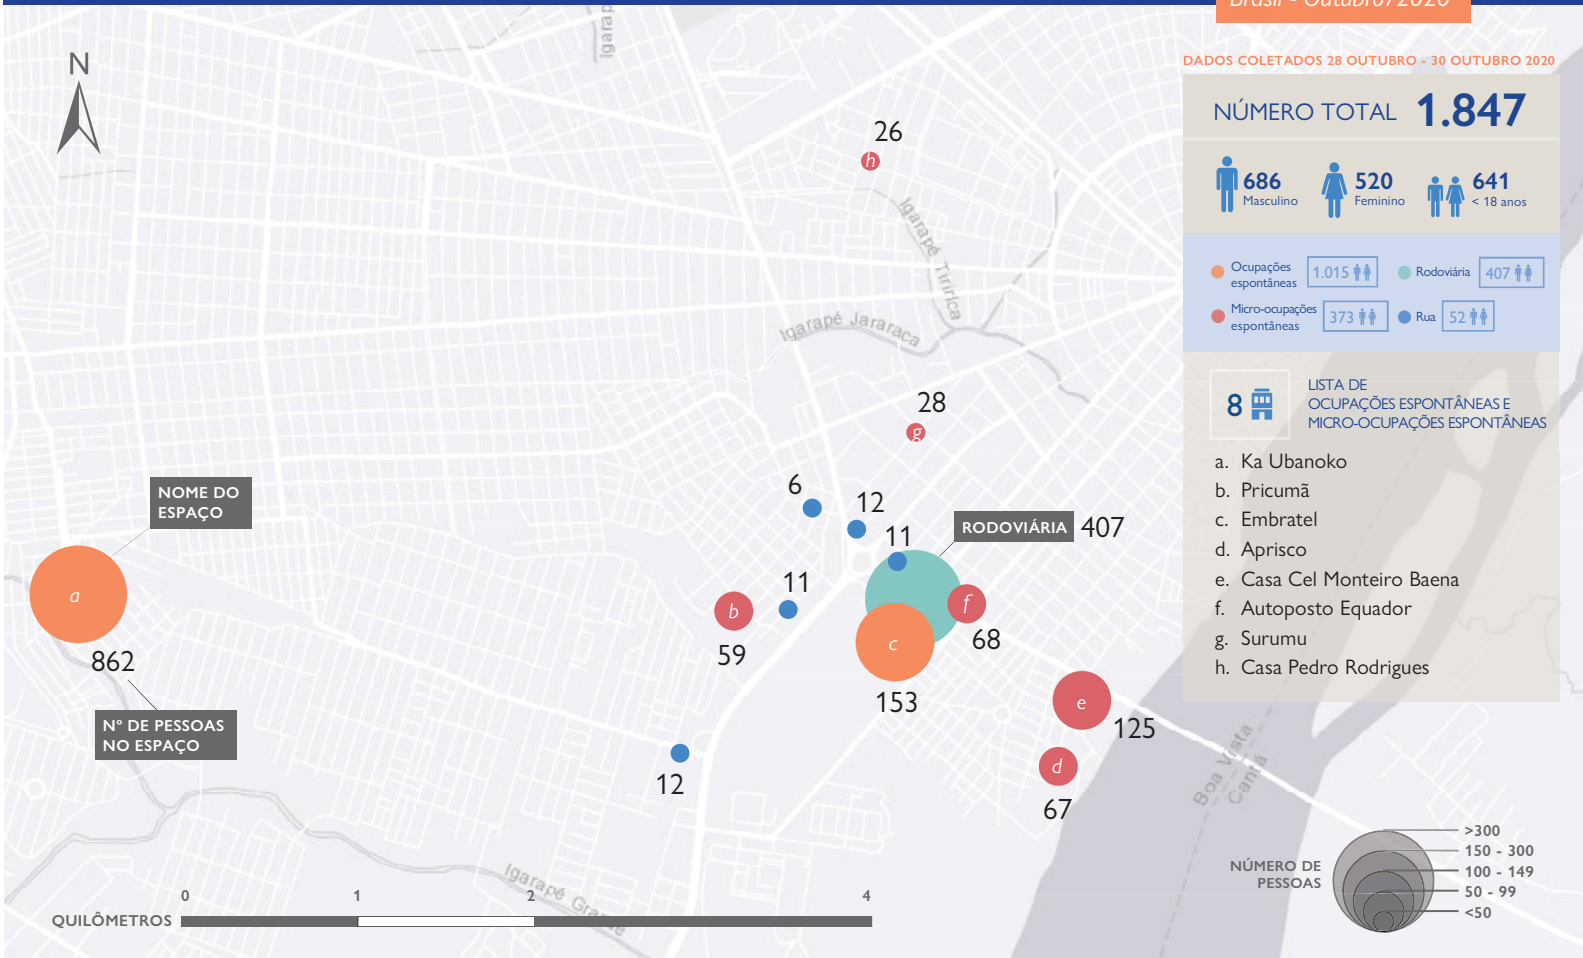 Brasil - Outubro/2020
DADOS COLETADOS 28 OUTUBRO - 30 OUTUBRO 2020
NÚMERO TOTAL 1.847
686
Masculino
520
Feminino
641
< 18 anos
Ocupações
espontâneas
1.015
Rodoviária
407
Micro-ocupações
espontâneas
373
Rua
52
8
LISTA DE
OCUPAÇÕES ESPONTÂNEAS E
MICRO-OCUPAÇÕES ESPONTÂNEAS
a. Ka Ubanoko
b. Pricumã
c. Embratel
d. Aprisco
e. Casa Cel Monteiro Baena
f. Autoposto Equador
g. Surumu
h. Casa Pedro Rodrigues
N
Igarap
26
h
Igarapé Tiririca
Igarapé Jararaca
28
g
NOME DO
ESPAÇO
6
12
11
RODOVIÁRIA 407
a
862
Nº DE PESSOAS
NO ESPAÇO
11
b
59
f
68
c
153
e
125
d
67
12
Boa Vista
Cantá
Igarapé Grande
0 1 2 4
QUILÔMETROS
NÚMERO DE
PESSOAS
>300
150 - 300
100 - 149
50 - 99
<50